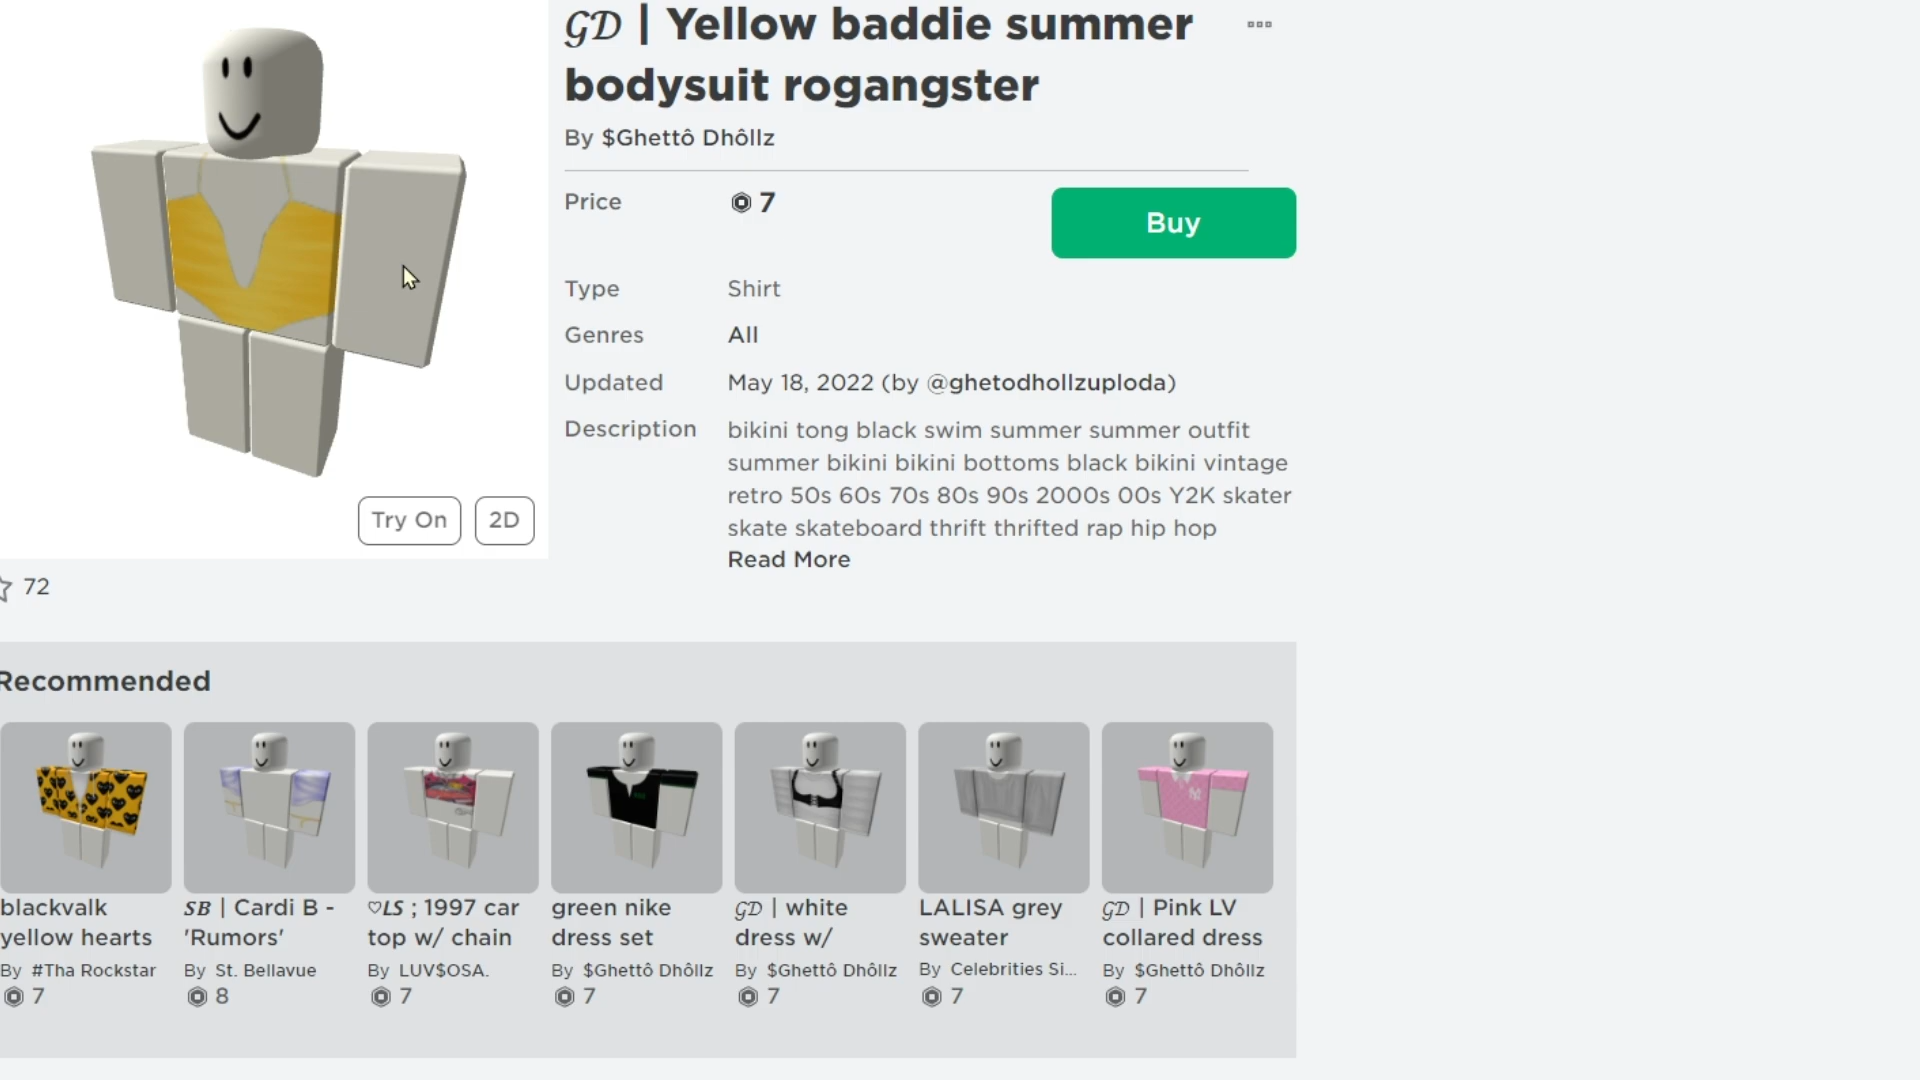 𝒢𝒟 | Yellow baddie summer
bodysuit rogangster
By $Ghettô Dhôllz
Price 7
Buy
Type Shirt
Genres All
Updated May 18, 2022 (by @ghetodhollzuploda)
Description bikini tong black swim summer summer outfit
summer bikini bikini bottoms black bikini vintage
retro 50s 60s 70s 80s 90s 2000s 00s Y2K skater
skate skateboard thrift thrifted rap hip hop
Read More
Try On 2D
72
Recommended
blackvalk
yellow hearts
By #Tha Rockstar
7
𝑺𝑩 | Cardi B -
'Rumors'
By St. Bellavue
8
♡𝑳𝑺 ; 1997 car
top w/ chain
By LUV$OSA.
7
green nike
dress set
By $Ghettô Dhôllz
7
𝒢𝒟 | white
dress w/
By $Ghettô Dhôllz
7
LALISA grey
sweater
By Celebrities Si...
7
𝒢𝒟 | Pink LV
collared dress
By $Ghettô Dhôllz
7